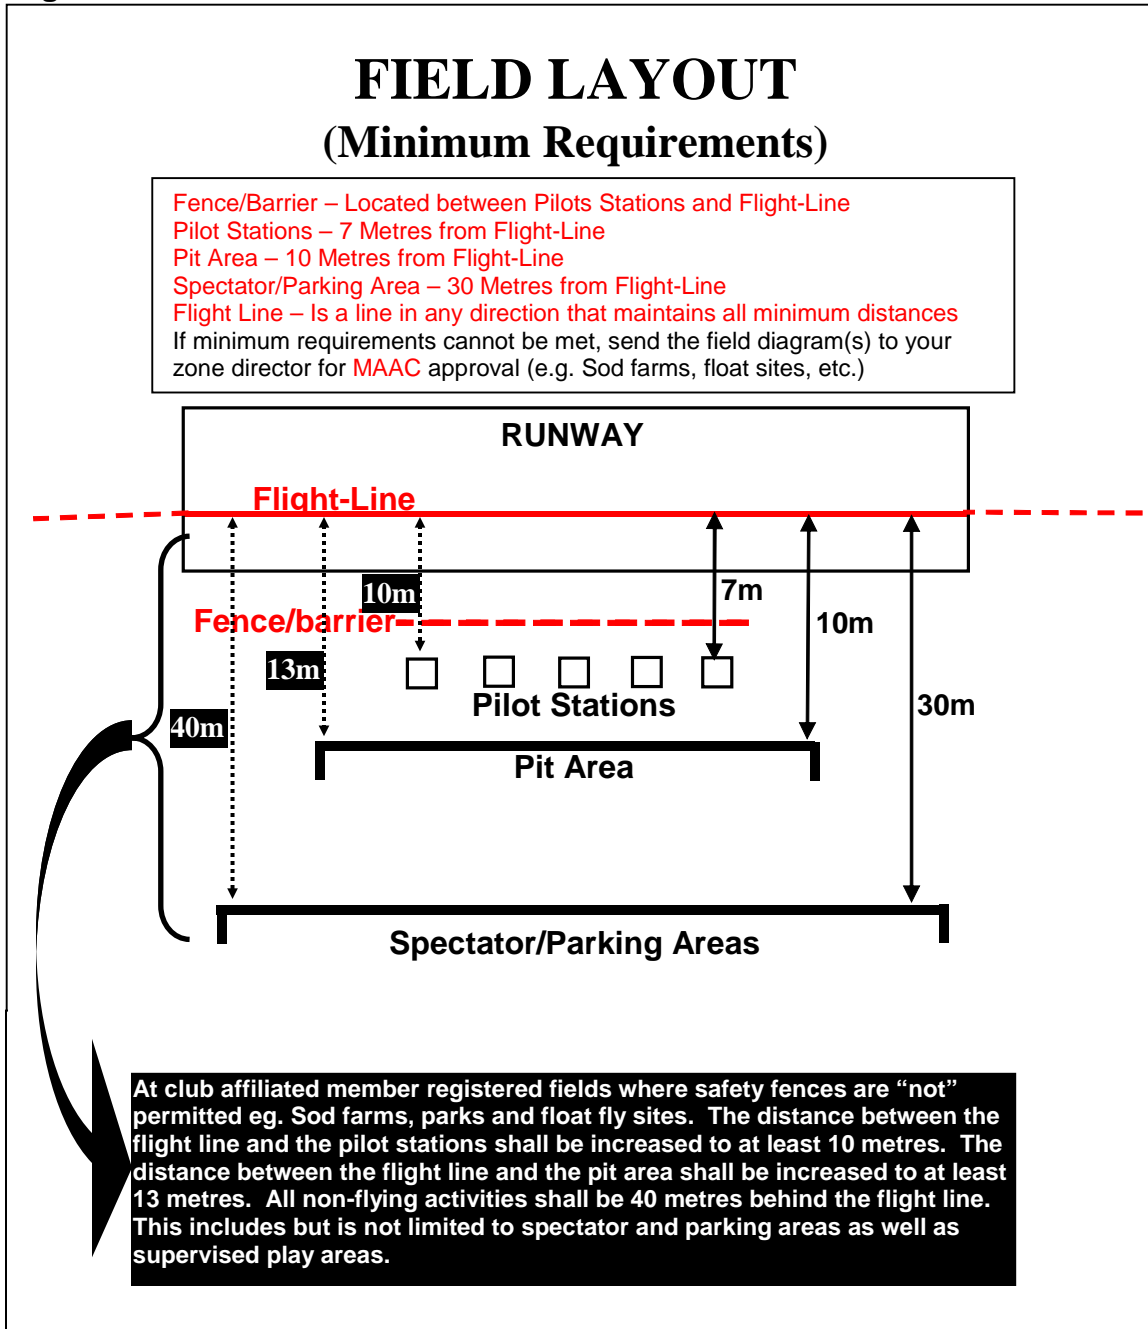 FIELD LAYOUT
(Minimum Requirements)
Fence/Barrier – Located between Pilots Stations and Flight-Line
Pilot Stations – 7 Metres from Flight-Line
Pit Area – 10 Metres from Flight-Line
Spectator/Parking Area – 30 Metres from Flight-Line
Flight Line – Is a line in any direction that maintains all minimum distances
If minimum requirements cannot be met, send the field diagram(s) to your
zone director for MAAC approval (e.g. Sod farms, float sites, etc.)
RUNWAY
Flight-Line
10m
7m
Fence/barrier
10m
13m
Pilot Stations
40m
30m
Pit Area
Spectator/Parking Areas
At club affiliated member registered fields where safety fences are “not”
permitted eg. Sod farms, parks and float fly sites. The distance between the
flight line and the pilot stations shall be increased to at least 10 metres. The
distance between the flight line and the pit area shall be increased to at least
13 metres. All non-flying activities shall be 40 metres behind the flight line.
This includes but is not limited to spectator and parking areas as well as
supervised play areas.